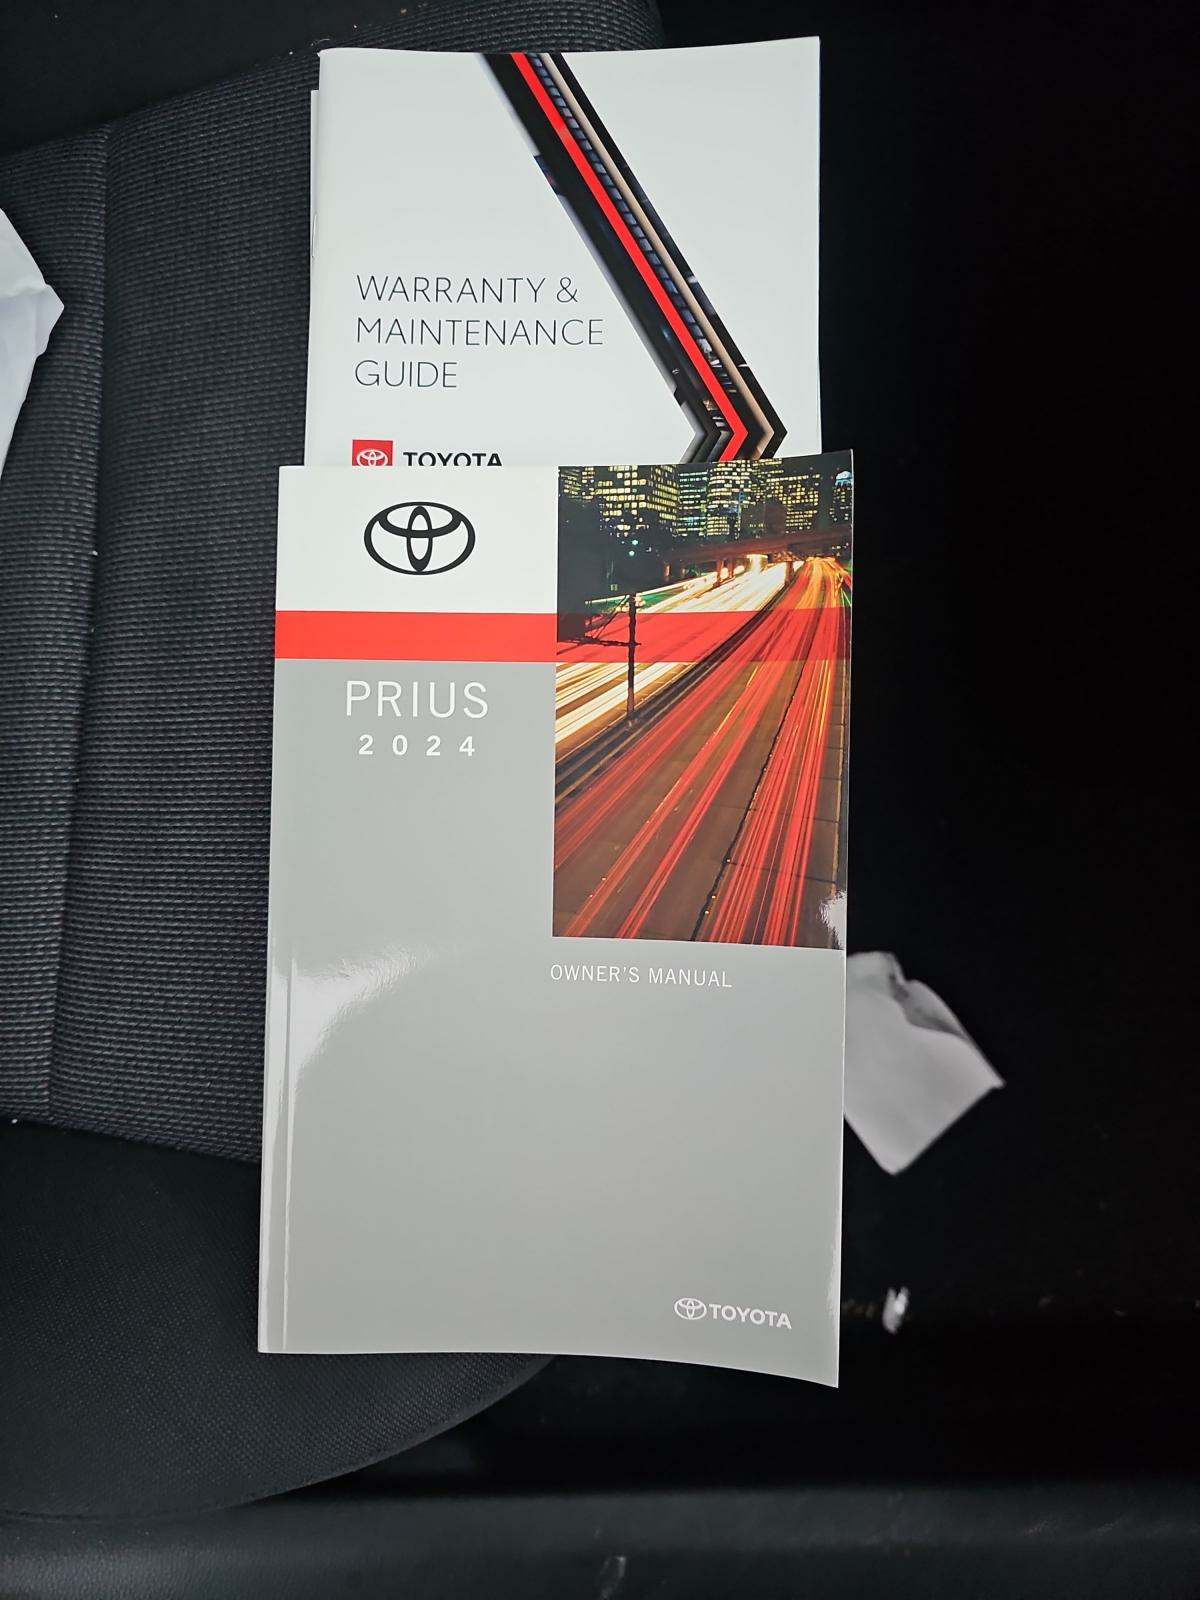 WARRANTY &
MAINTENANCE
GUIDE
TOYOTA
PRIUS
2024
OWNER'S MANUAL
TOYOTA